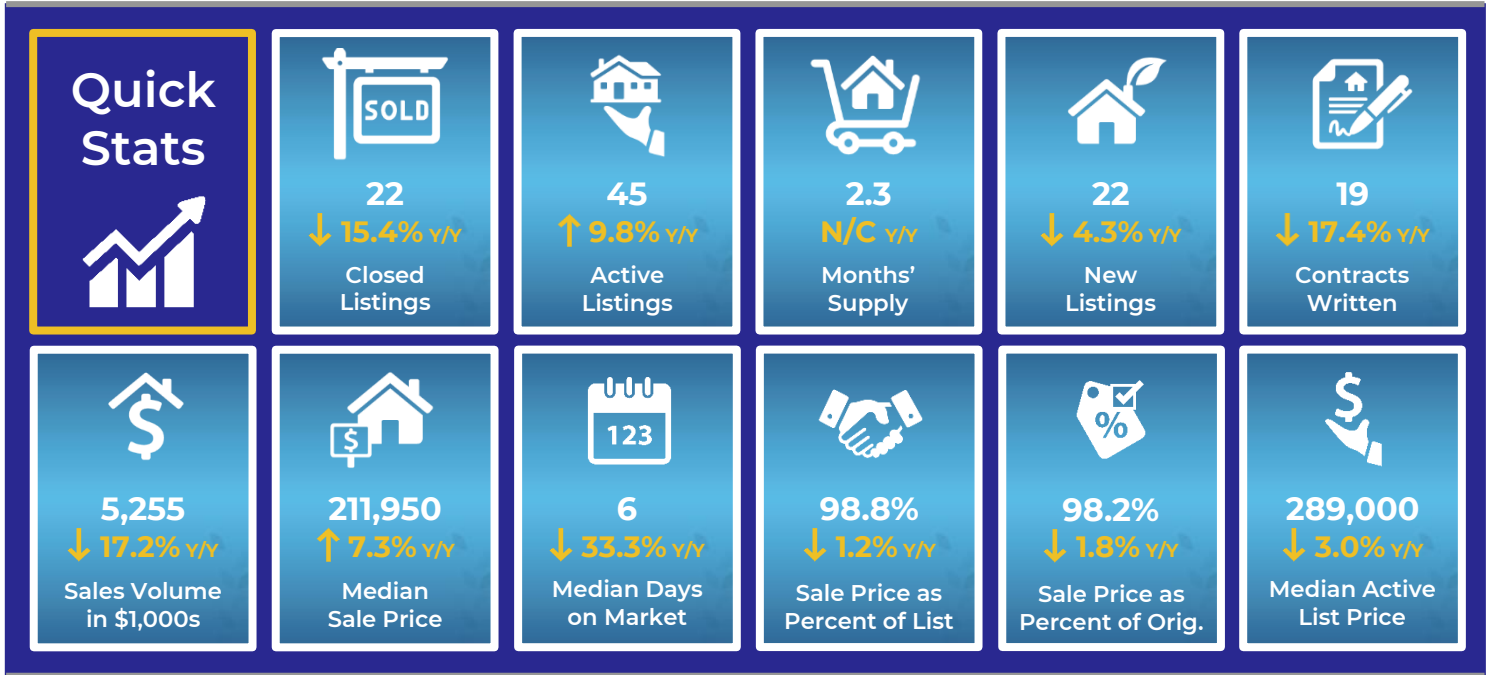 Quick
Stats
SOLD
22
↓ 15.4% Y/Y
Closed
Listings
45
↑ 9.8% Y/Y
Active
Listings
2.3
N/C Y/Y
Months’
Supply
22
↓ 4.3% Y/Y
New
Listings
19
↓ 17.4% Y/Y
Contracts
Written
$
5,255
↓ 17.2% Y/Y
Sales Volume
in $1,000s
$
211,950
↑ 7.3% Y/Y
Median
Sale Price
123
6
↓ 33.3% Y/Y
Median Days
on Market
98.8%
↓ 1.2% Y/Y
Sale Price as
Percent of List
%
98.2%
↓ 1.8% Y/Y
Sale Price as
Percent of Orig.
$
289,000
↓ 3.0% Y/Y
Median Active
List Price